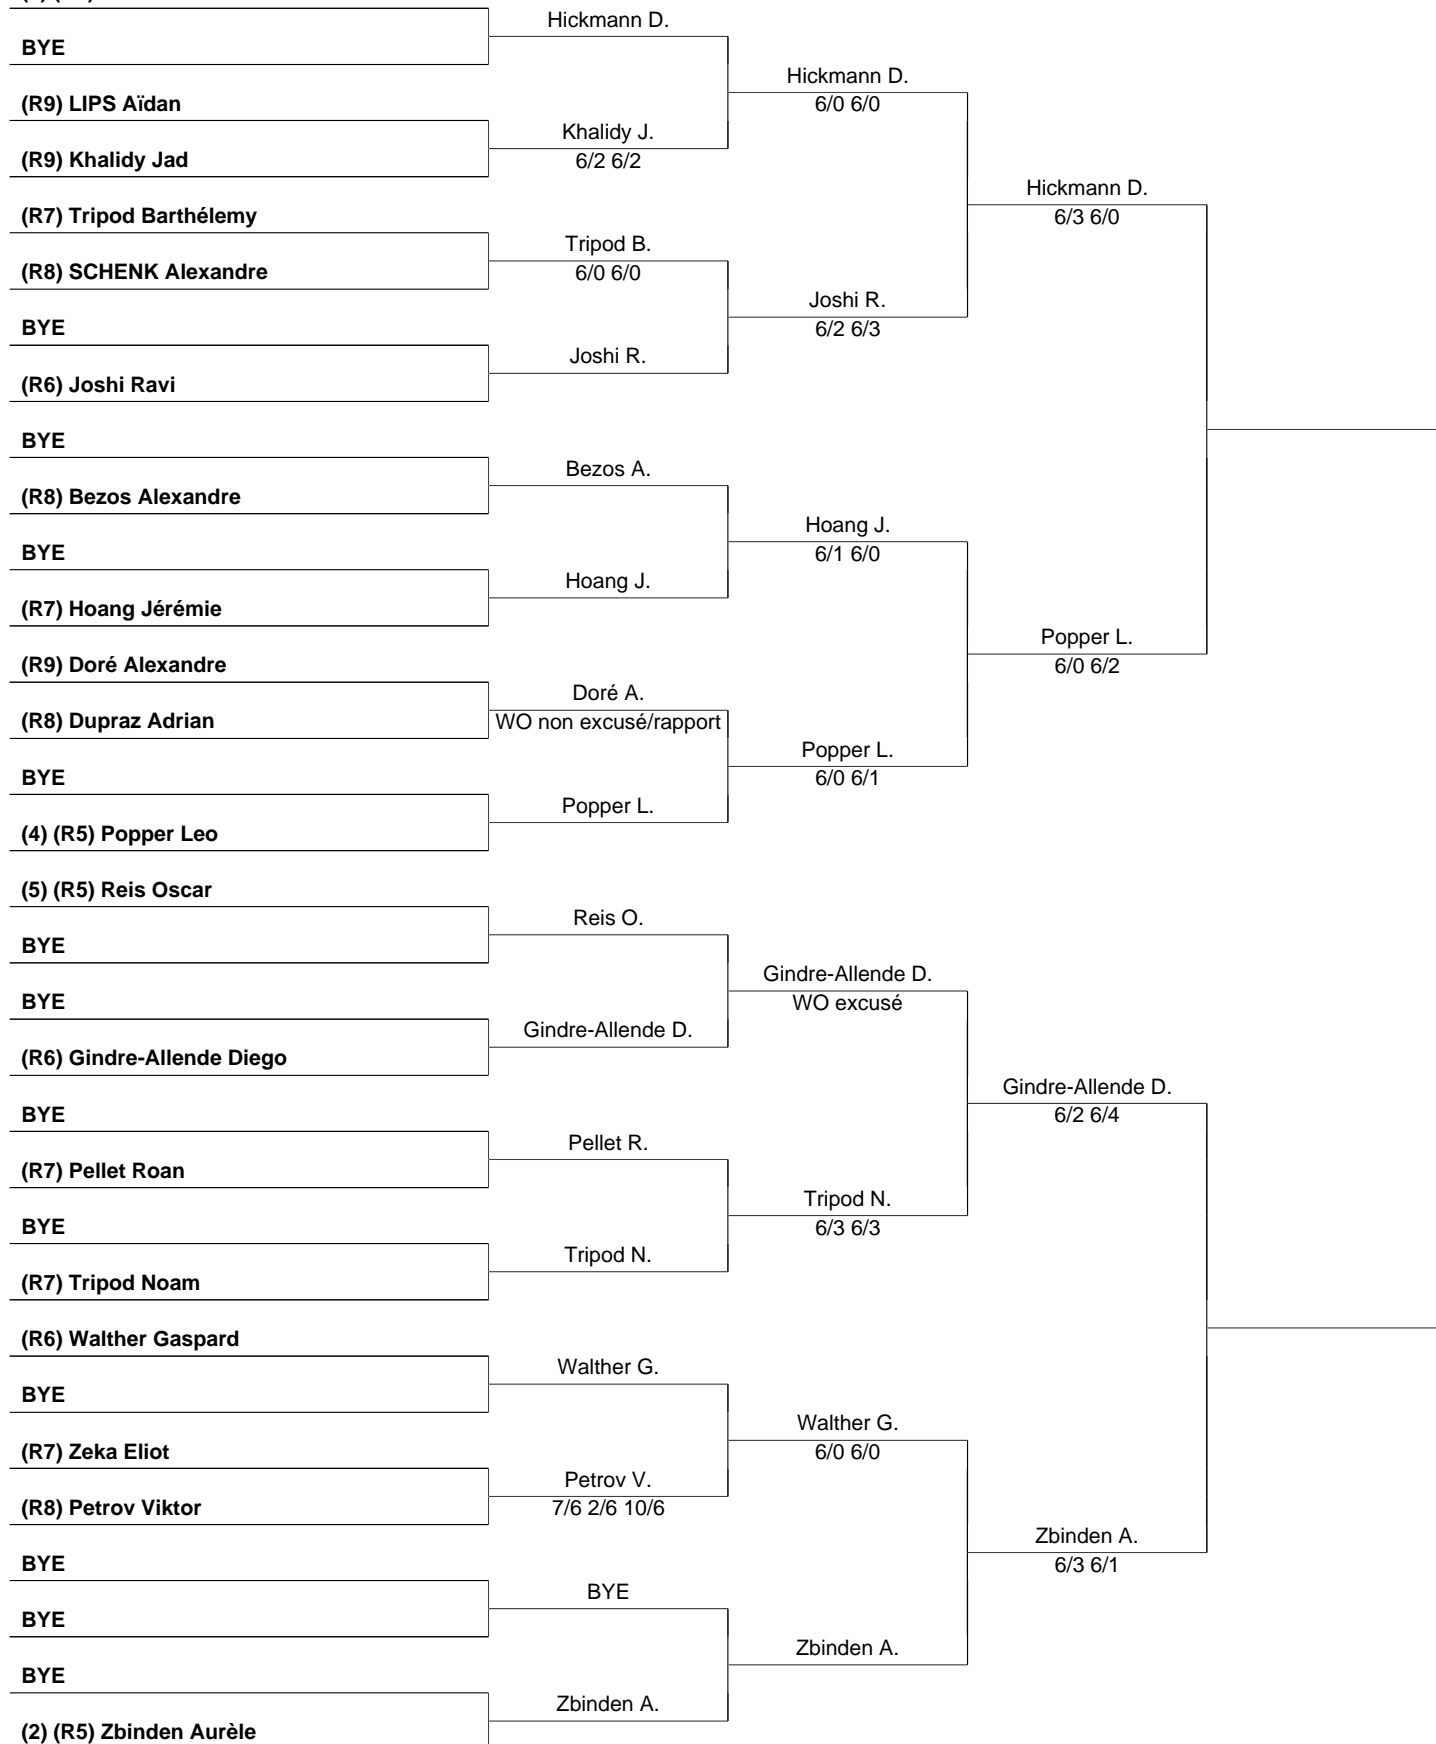 Hickmann D.
BYE
Hickmann D.
(R9) LIPS Aïdan
6/0 6/0
Khalidy J.
(R9) Khalidy Jad
6/2 6/2
Hickmann D.
(R7) Tripod Barthélemy
6/3 6/0
Tripod B.
(R8) SCHENK Alexandre
6/0 6/0
Joshi R.
BYE
6/2 6/3
Joshi R.
(R6) Joshi Ravi
BYE
Bezos A.
(R8) Bezos Alexandre
Hoang J.
BYE
6/1 6/0
Hoang J.
(R7) Hoang Jérémie
Popper L.
(R9) Doré Alexandre
6/0 6/2
Doré A.
(R8) Dupraz Adrian
WO non excusé/rapport
Popper L.
BYE
6/0 6/1
Popper L.
(4) (R5) Popper Leo
(5) (R5) Reis Oscar
Reis O.
BYE
Gindre-Allende D.
BYE
WO excusé
Gindre-Allende D.
(R6) Gindre-Allende Diego
Gindre-Allende D.
BYE
6/2 6/4
Pellet R.
(R7) Pellet Roan
Tripod N.
BYE
6/3 6/3
Tripod N.
(R7) Tripod Noam
(R6) Walther Gaspard
Walther G.
BYE
Walther G.
(R7) Zeka Eliot
6/0 6/0
Petrov V.
(R8) Petrov Viktor
7/6 2/6 10/6
Zbinden A.
BYE
6/3 6/1
BYE
BYE
Zbinden A.
BYE
Zbinden A.
(2) (R5) Zbinden Aurèle